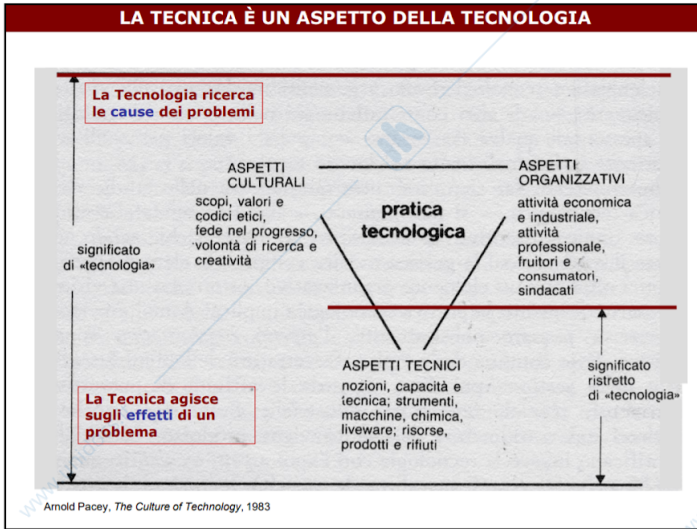 LA TECNICA È UN ASPETTO DELLA TECNOLOGIA
La Tecnologia ricerca
le cause dei problemi
ASPETTI
CULTURALI
scopi, valori e
codici etici,
fede nel progresso,
volontà di ricerca e
creatività
pratica
tecnologica
ASPETTI
ORGANIZZATIVI
attività economica
e industriale,
attività
professionale,
fruitori e
consumatori,
sindacati
significato
di «tecnologia»
ASPETTI TECNICI
nozioni, capacità e
tecnica; strumenti,
macchine, chimica,
liveware; risorse,
prodotti e rifiuti
significato
ristretto
di «tecnologia»
La Tecnica agisce
sugli effetti di un
problema
Arnold Pacey, The Culture of Technology, 1983